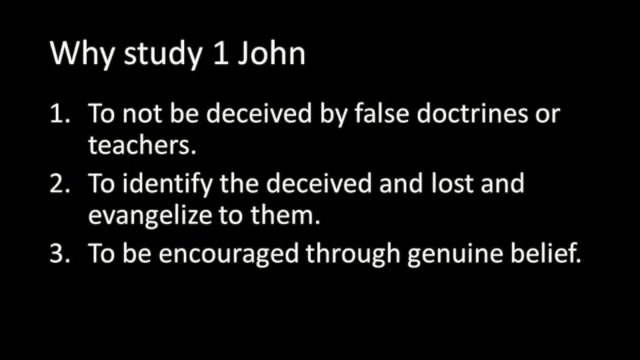 Why study 1 John
1. To not be deceived by false doctrines or
teachers.
2. To identify the deceived and lost and
evangelize to them.
3. To be encouraged through genuine belief.